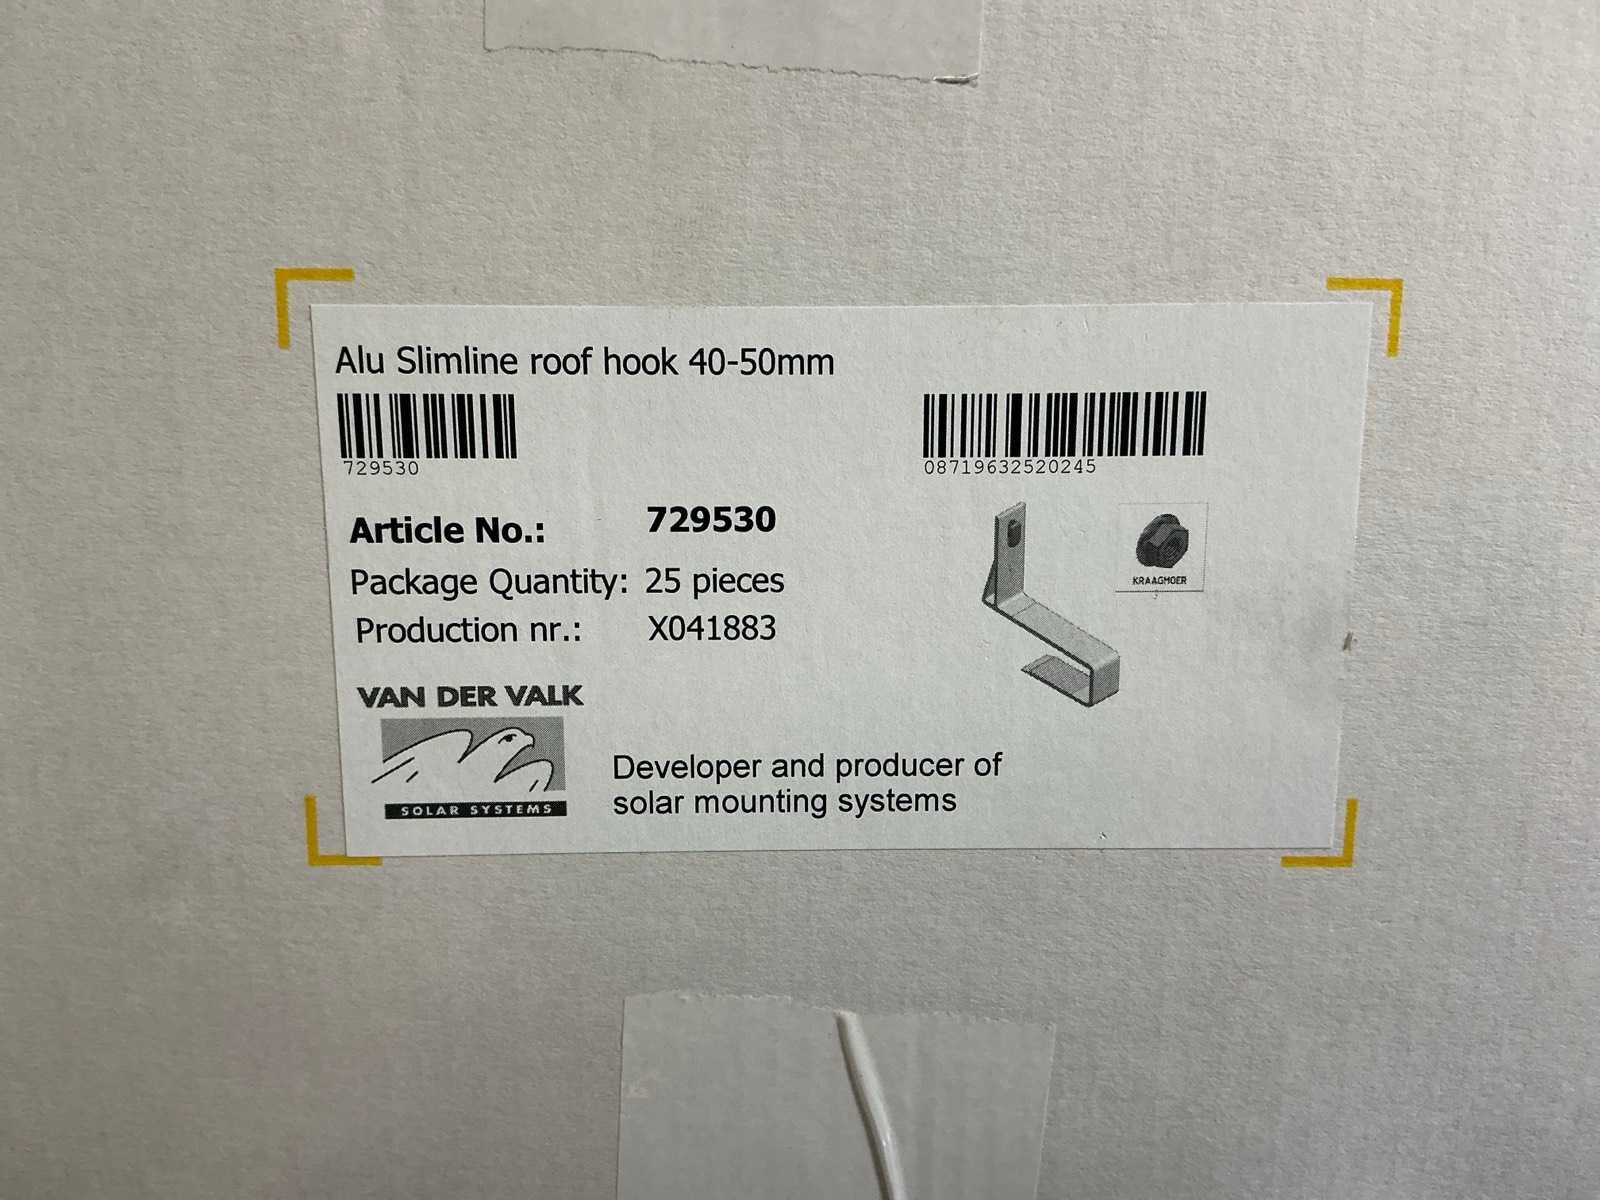 Alu Slimline roof hook 40-50mm
729530
08719632520245
Article No.: 729530
Package Quantity: 25 pieces
Production nr.: X041883
KRAAGMOER
VAN DER VALK
SOLAR SYSTEMS
Developer and producer of
solar mounting systems